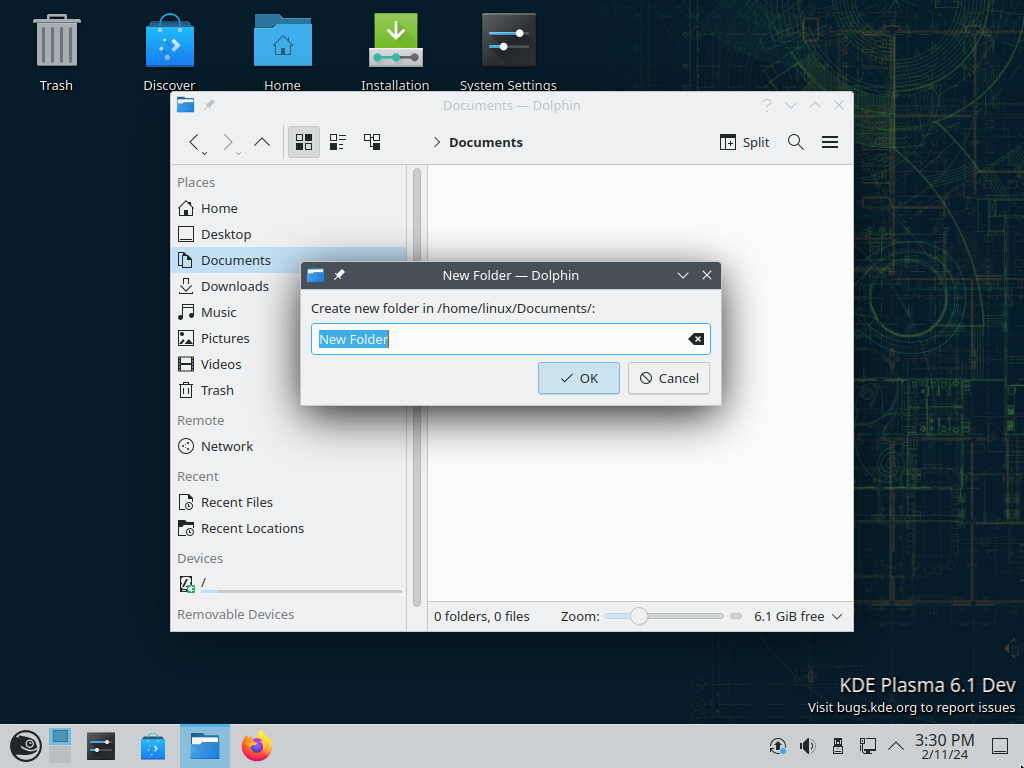 Trash
Discover
Home
Installation
System Settings
Documents — Dolphin
Documents
Split
Places
Home
Desktop
Documents
Downloads
Music
Pictures
Videos
Trash
Remote
Network
Recent
Recent Files
Recent Locations
Devices
/
Removable Devices
New Folder — Dolphin
Create new folder in /home/linux/Documents/:
New Folder
OK
Cancel
0 folders, 0 files
Zoom:
6.1 GiB free
KDE Plasma 6.1 Dev
Visit bugs.kde.org to report issues
3:30 PM
2/11/24